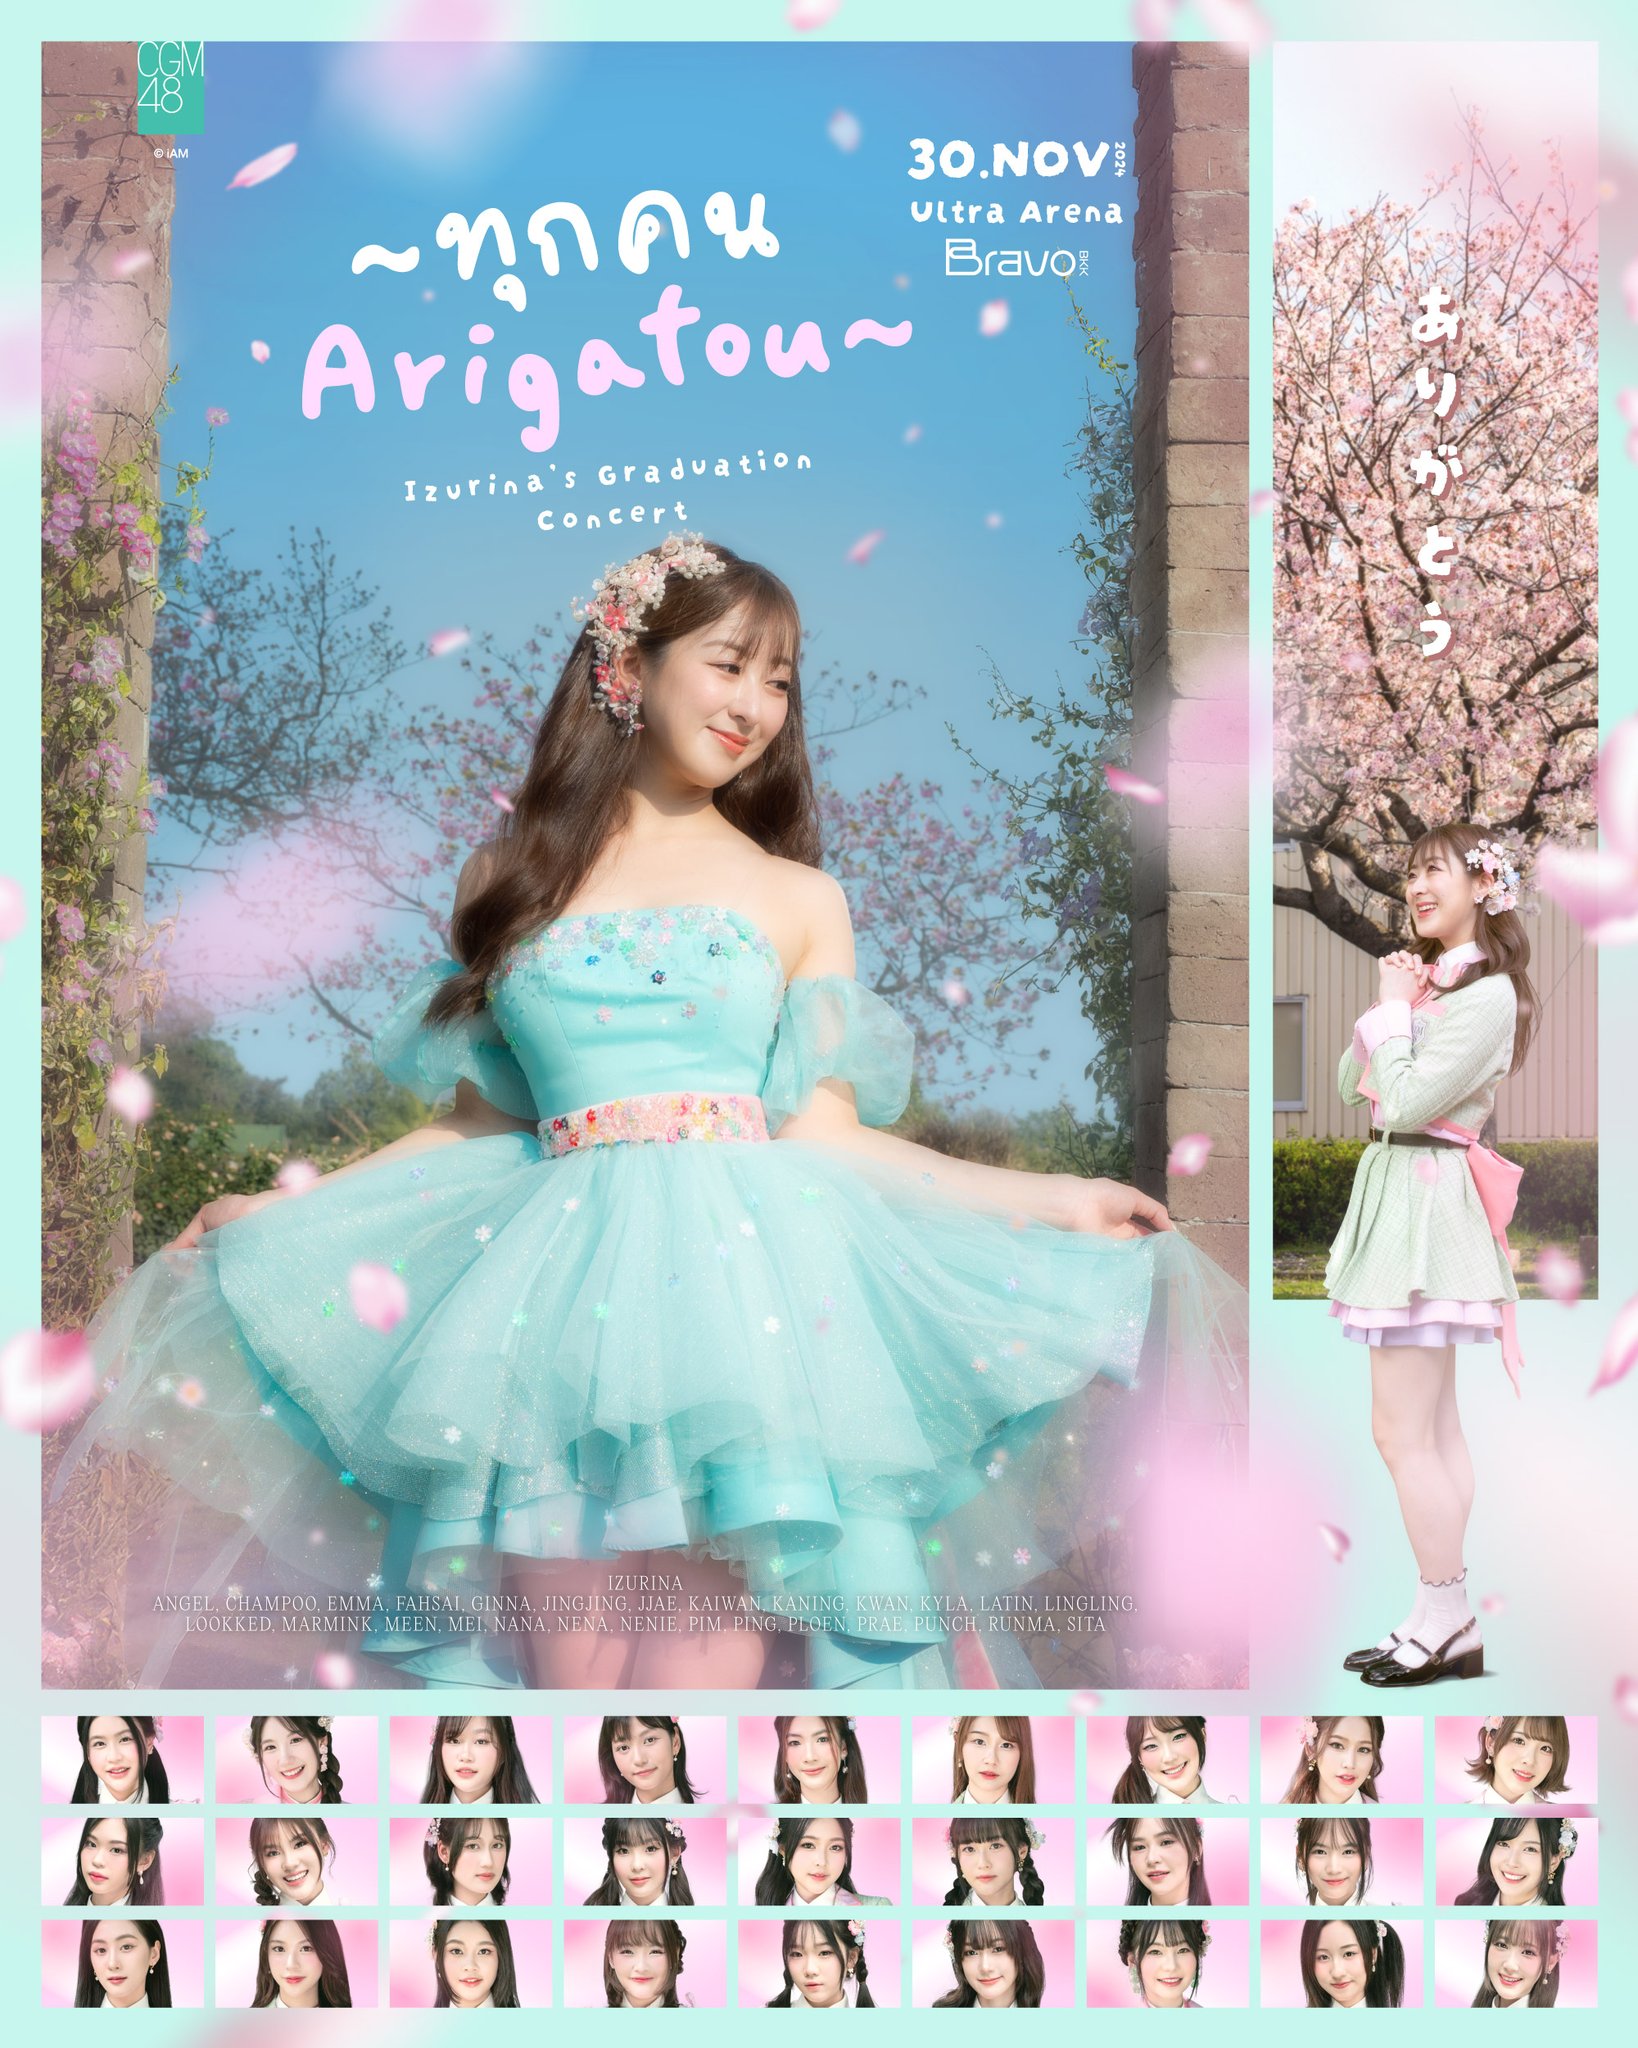 CGM
48
© iAM
30.NOV 2024
Ultra Arena
Bravo BKK
~ทุกคน
Arigatou~
Izurina's Graduation
Concert
ありがとう
IZURINA
ANGEL, CHAMPOO, EMMA, FAHSAI, GINNA, JINGJING, JJAE, KAIWAN, KANING, KWAN, KYLA, LATIN, LINGLING,
LOOKKED, MARMINK, MEEN, MEI, NANA, NENA, NENIE, PIM, PING, PLOEN, PRAE, PUNCH, RUNMA, SITA